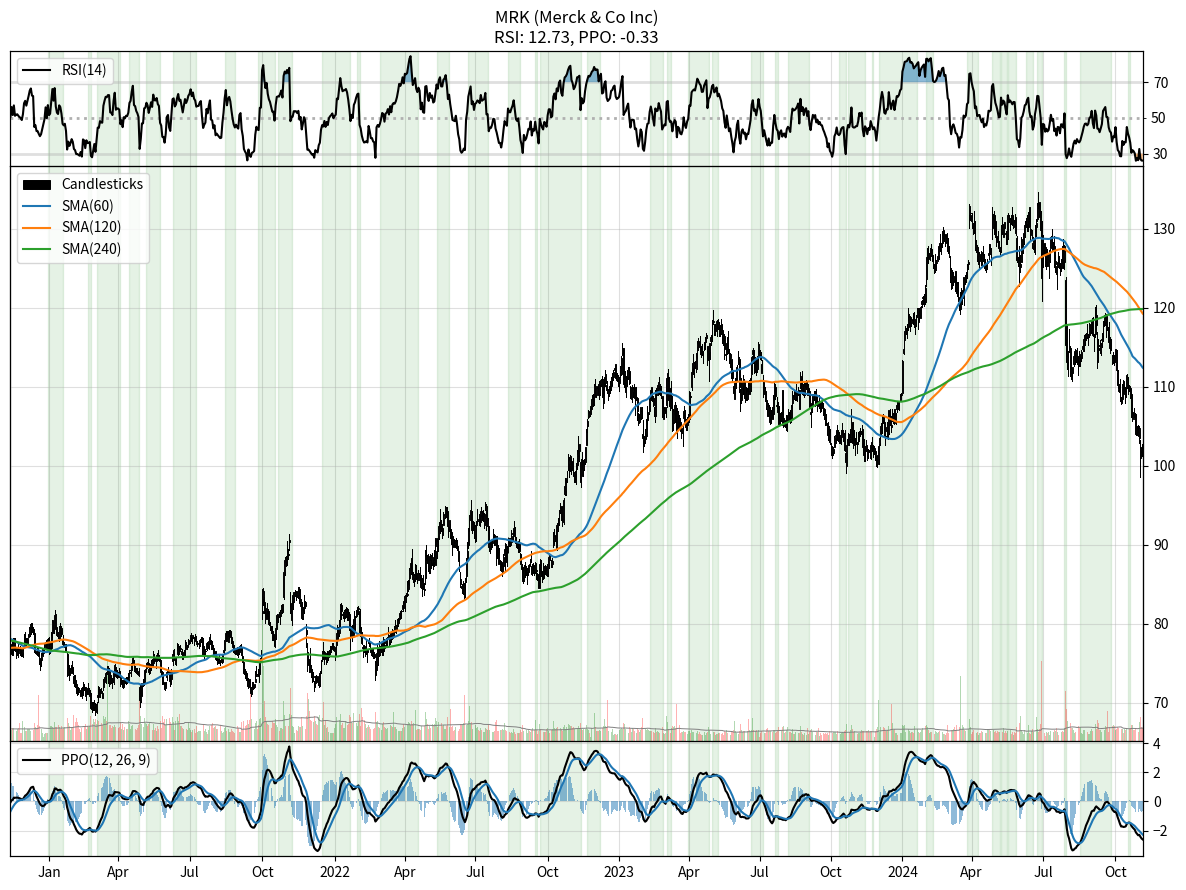 MRK (Merck & Co Inc)
RSI: 12.73, PPO: -0.33
RSI(14)
70
50
30
Candlesticks
SMA(60)
SMA(120)
SMA(240)
130
120
110
100
90
80
70
PPO(12, 26, 9)
4
2
0
−2
Jan Apr Jul Oct 2022 Apr Jul Oct 2023 Apr Jul Oct 2024 Apr Jul Oct